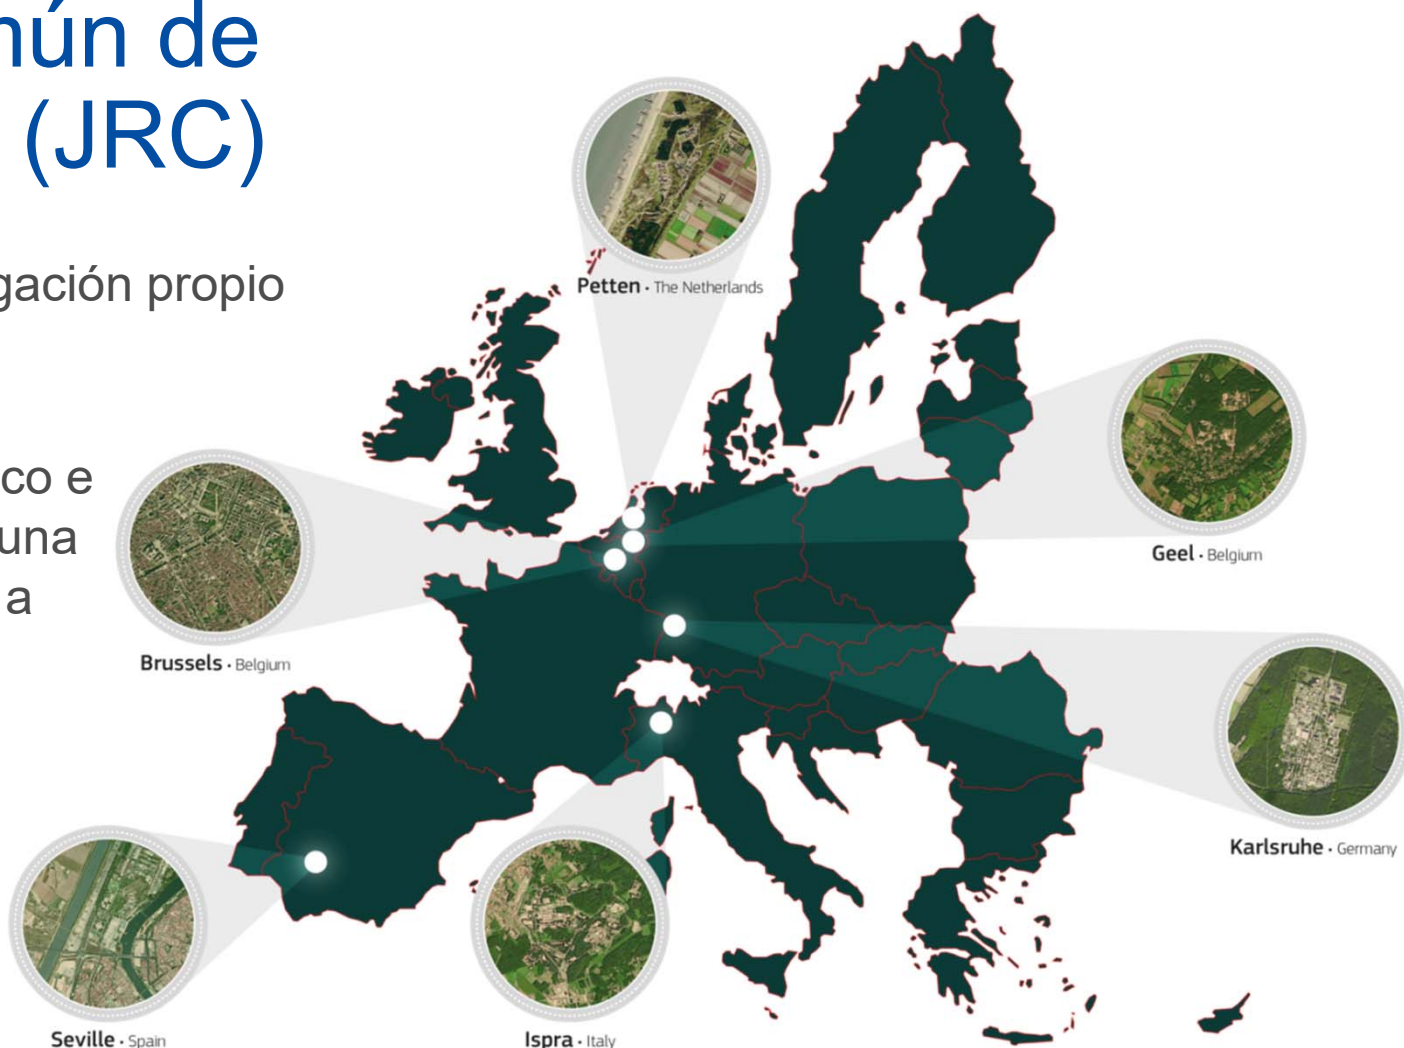 mún de
(JRC)
gación propio
co e
una
a
Petten · The Netherlands
Geel · Belgium
Brussels · Belgium
Karlsruhe · Germany
Seville · Spain
Ispra · Italy